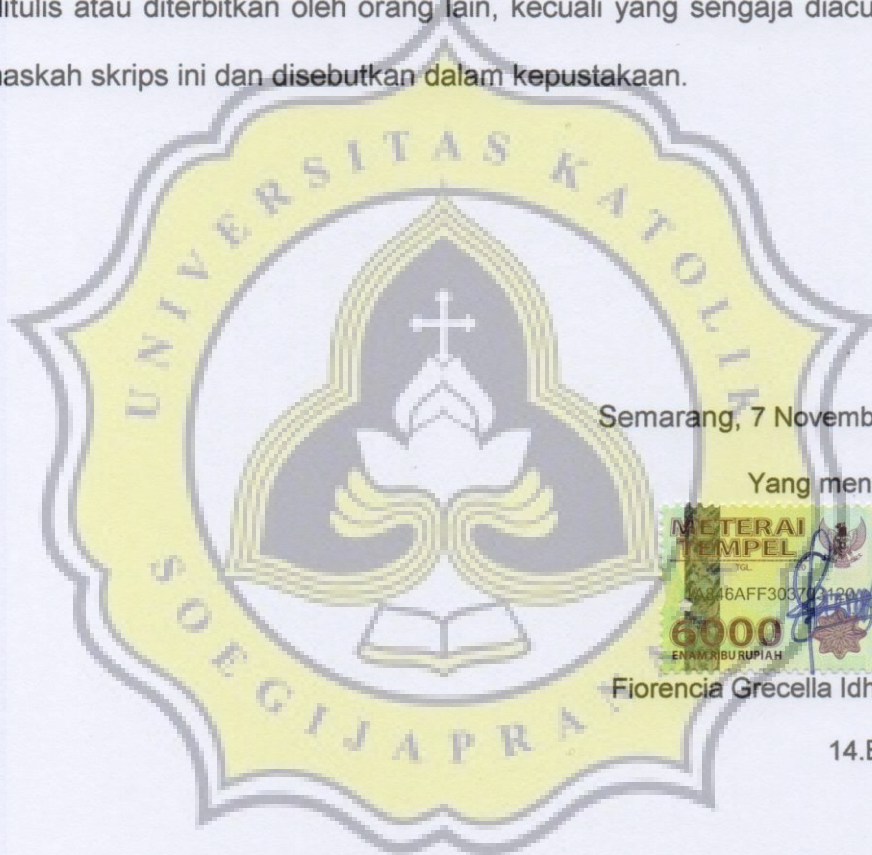 ditulis atau diterbitkan oleh orang lain, kecuali yang sengaja diacu
naskah skrips ini dan disebutkan dalam kepustakaan.
UNIVERSITAS KATOLIK
Semarang, 7 Novemb
Yang men
METERAI
TEMPEL
TGL.
6000
ENAM RIBU RUPIAH
Fiorencia Grecella Idh
14.E
SOEGIJAPRA